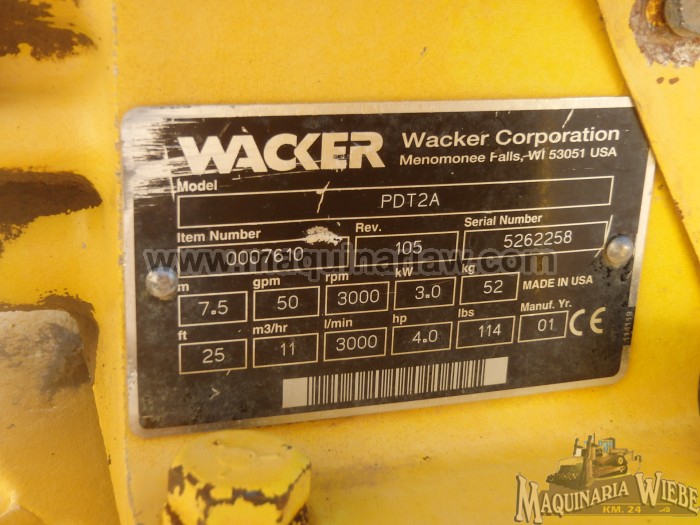 WACKER
Wacker Corporation
Menomonee Falls, WI 53051 USA
Model
PDT2A
Item Number Rev. Serial Number
0007610 105 5262258
www.maquinariaw.com
m gpm rpm kW kg
7.5 50 3000 3.0 52 MADE IN USA
ft m3/hr l/min hp lbs Manuf. Yr.
25 11 3000 4.0 114 01 CE
MAQUINARIA WIEBE
KM. 24